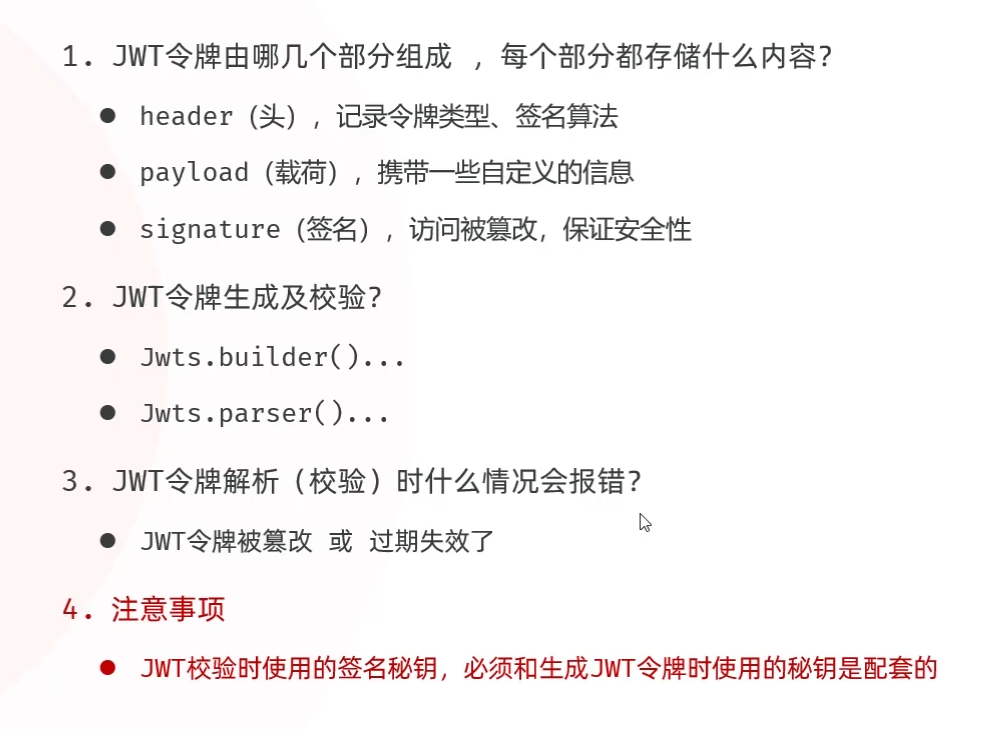 1. JWT令牌由哪几个部分组成 ，每个部分都存储什么内容？
● header（头），记录令牌类型、签名算法
● payload（载荷），携带一些自定义的信息
● signature（签名），访问被篡改，保证安全性
2. JWT令牌生成及校验？
● Jwts.builder()...
● Jwts.parser()...
3. JWT令牌解析（校验）时什么情况会报错？
● JWT令牌被篡改 或 过期失效了
4. 注意事项
● JWT校验时使用的签名秘钥，必须和生成JWT令牌时使用的秘钥是配套的